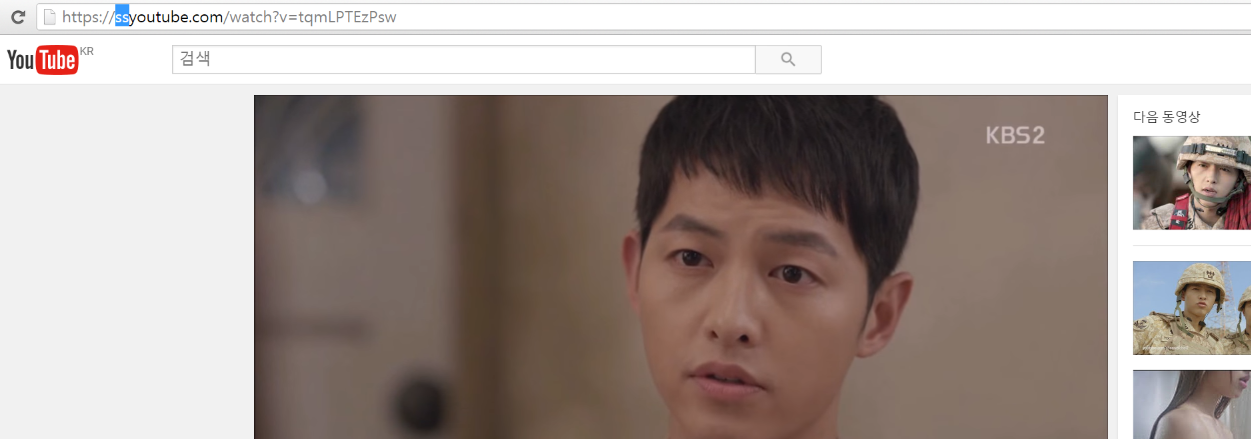 https://ssyoutube.com/watch?v=tqmLPTEzPsw
YouTube KR
검색
KBS2
다음 동영상